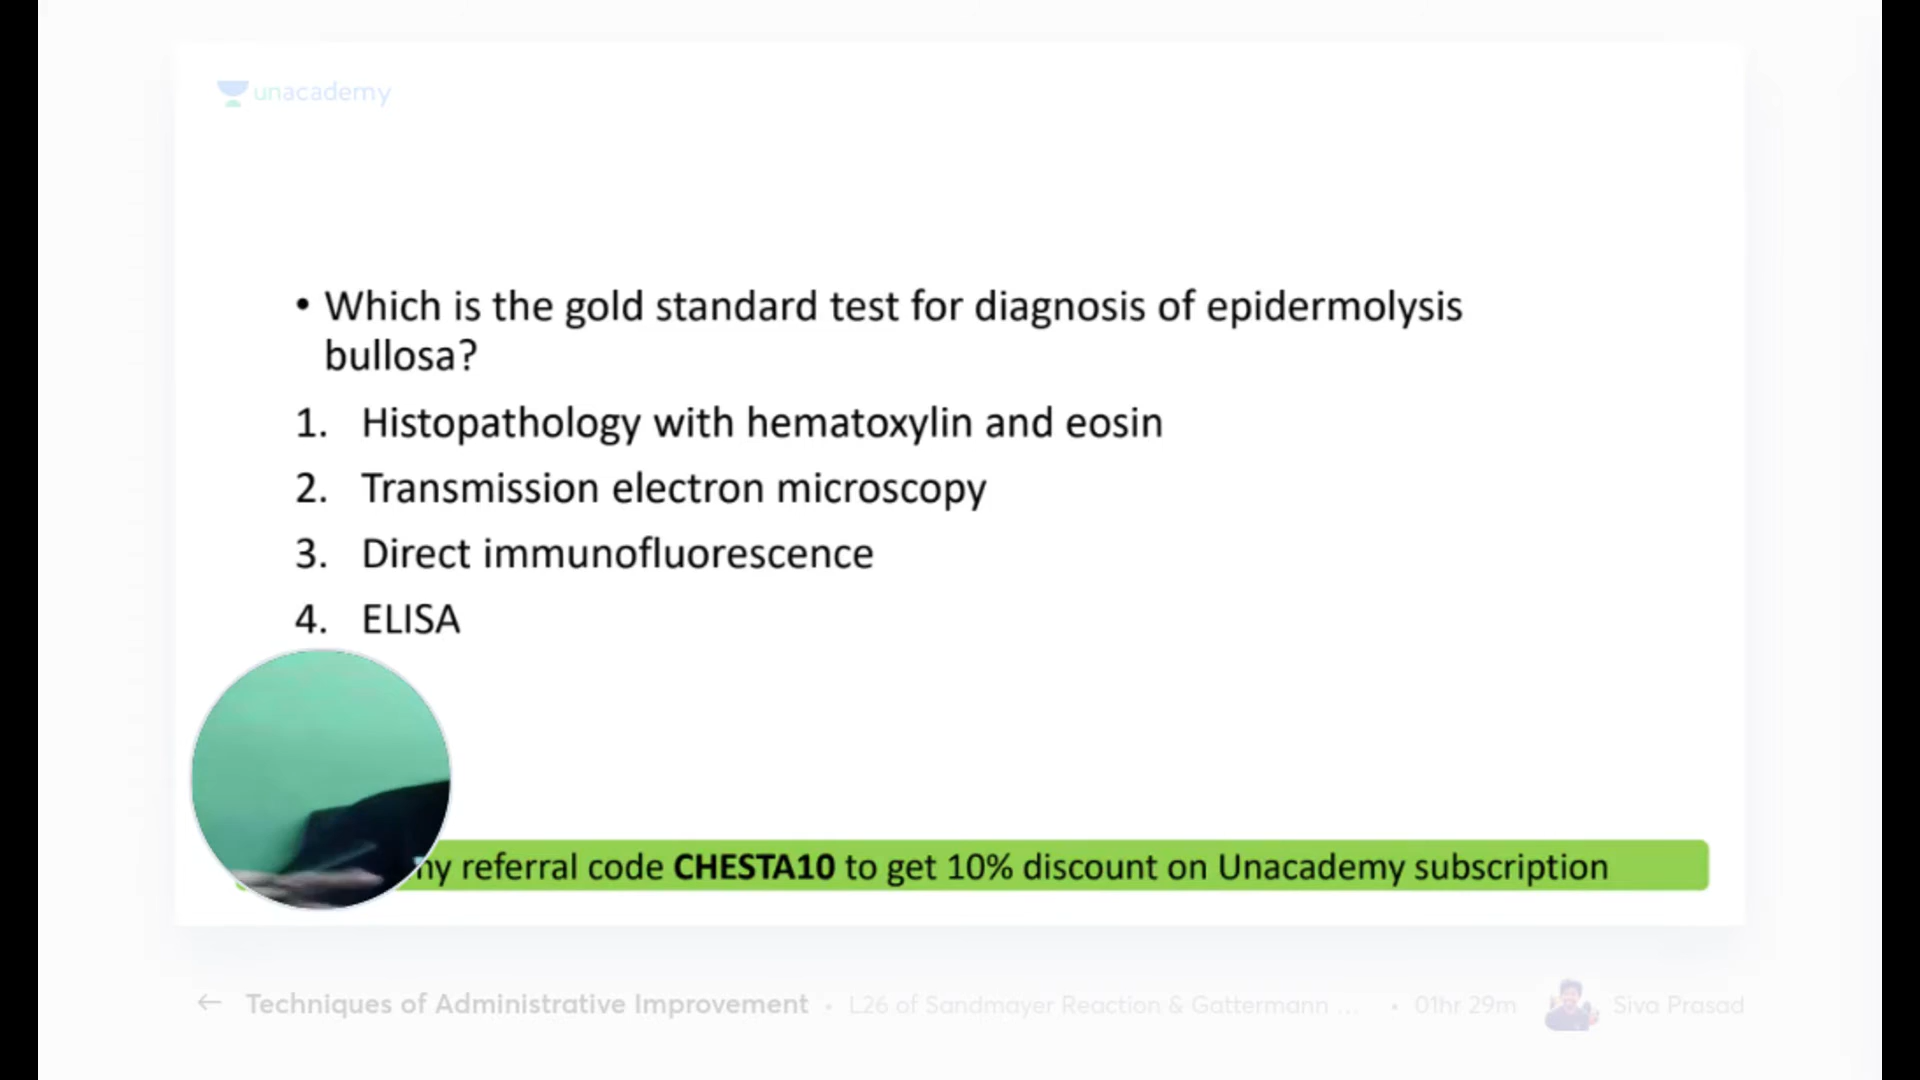 unacademy
• Which is the gold standard test for diagnosis of epidermolysis
bullosa?
1. Histopathology with hematoxylin and eosin
2. Transmission electron microscopy
3. Direct immunofluorescence
4. ELISA
my referral code CHESTA10 to get 10% discount on Unacademy subscription
← Techniques of Administrative Improvement • L26 of Sandmayer Reaction & Gattermann ... • 01hr 29m Siva Prasad